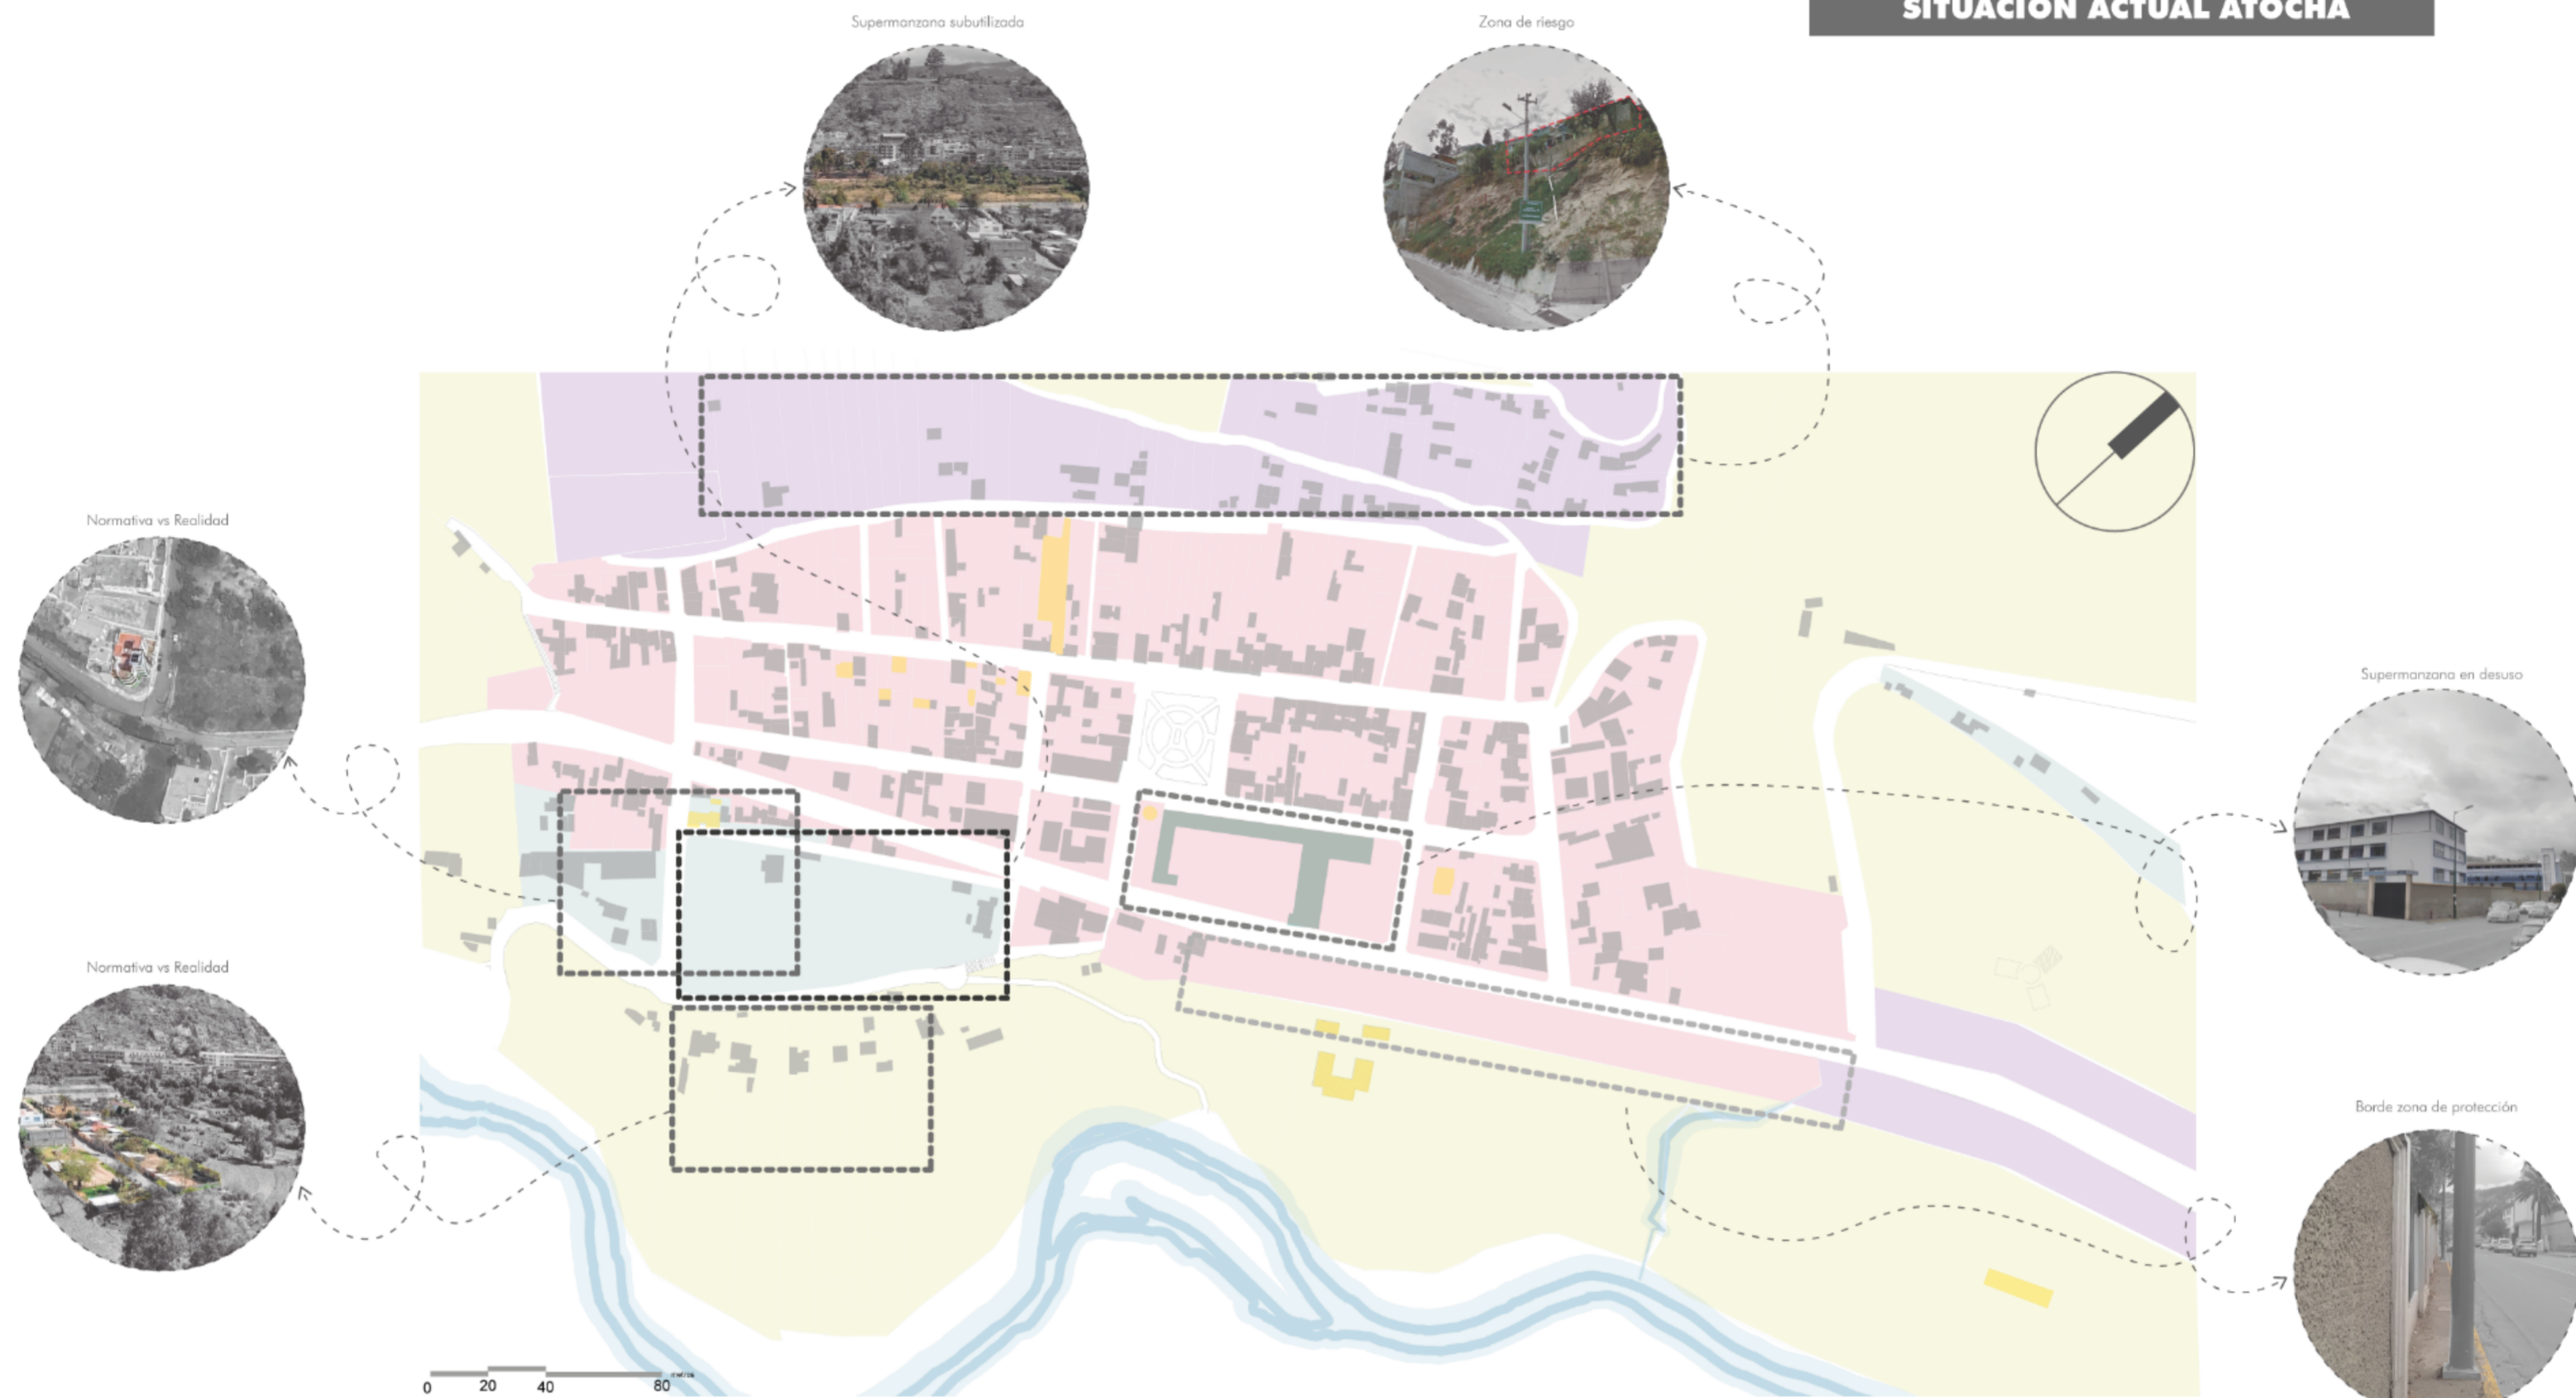 SITUACIÓN ACTUAL ATOCHA
Supermanzana subutilizada
Zona de riesgo
Normativa vs Realidad
Supermanzana en desuso
Normativa vs Realidad
Borde zona de protección
0 20 40 80 metros